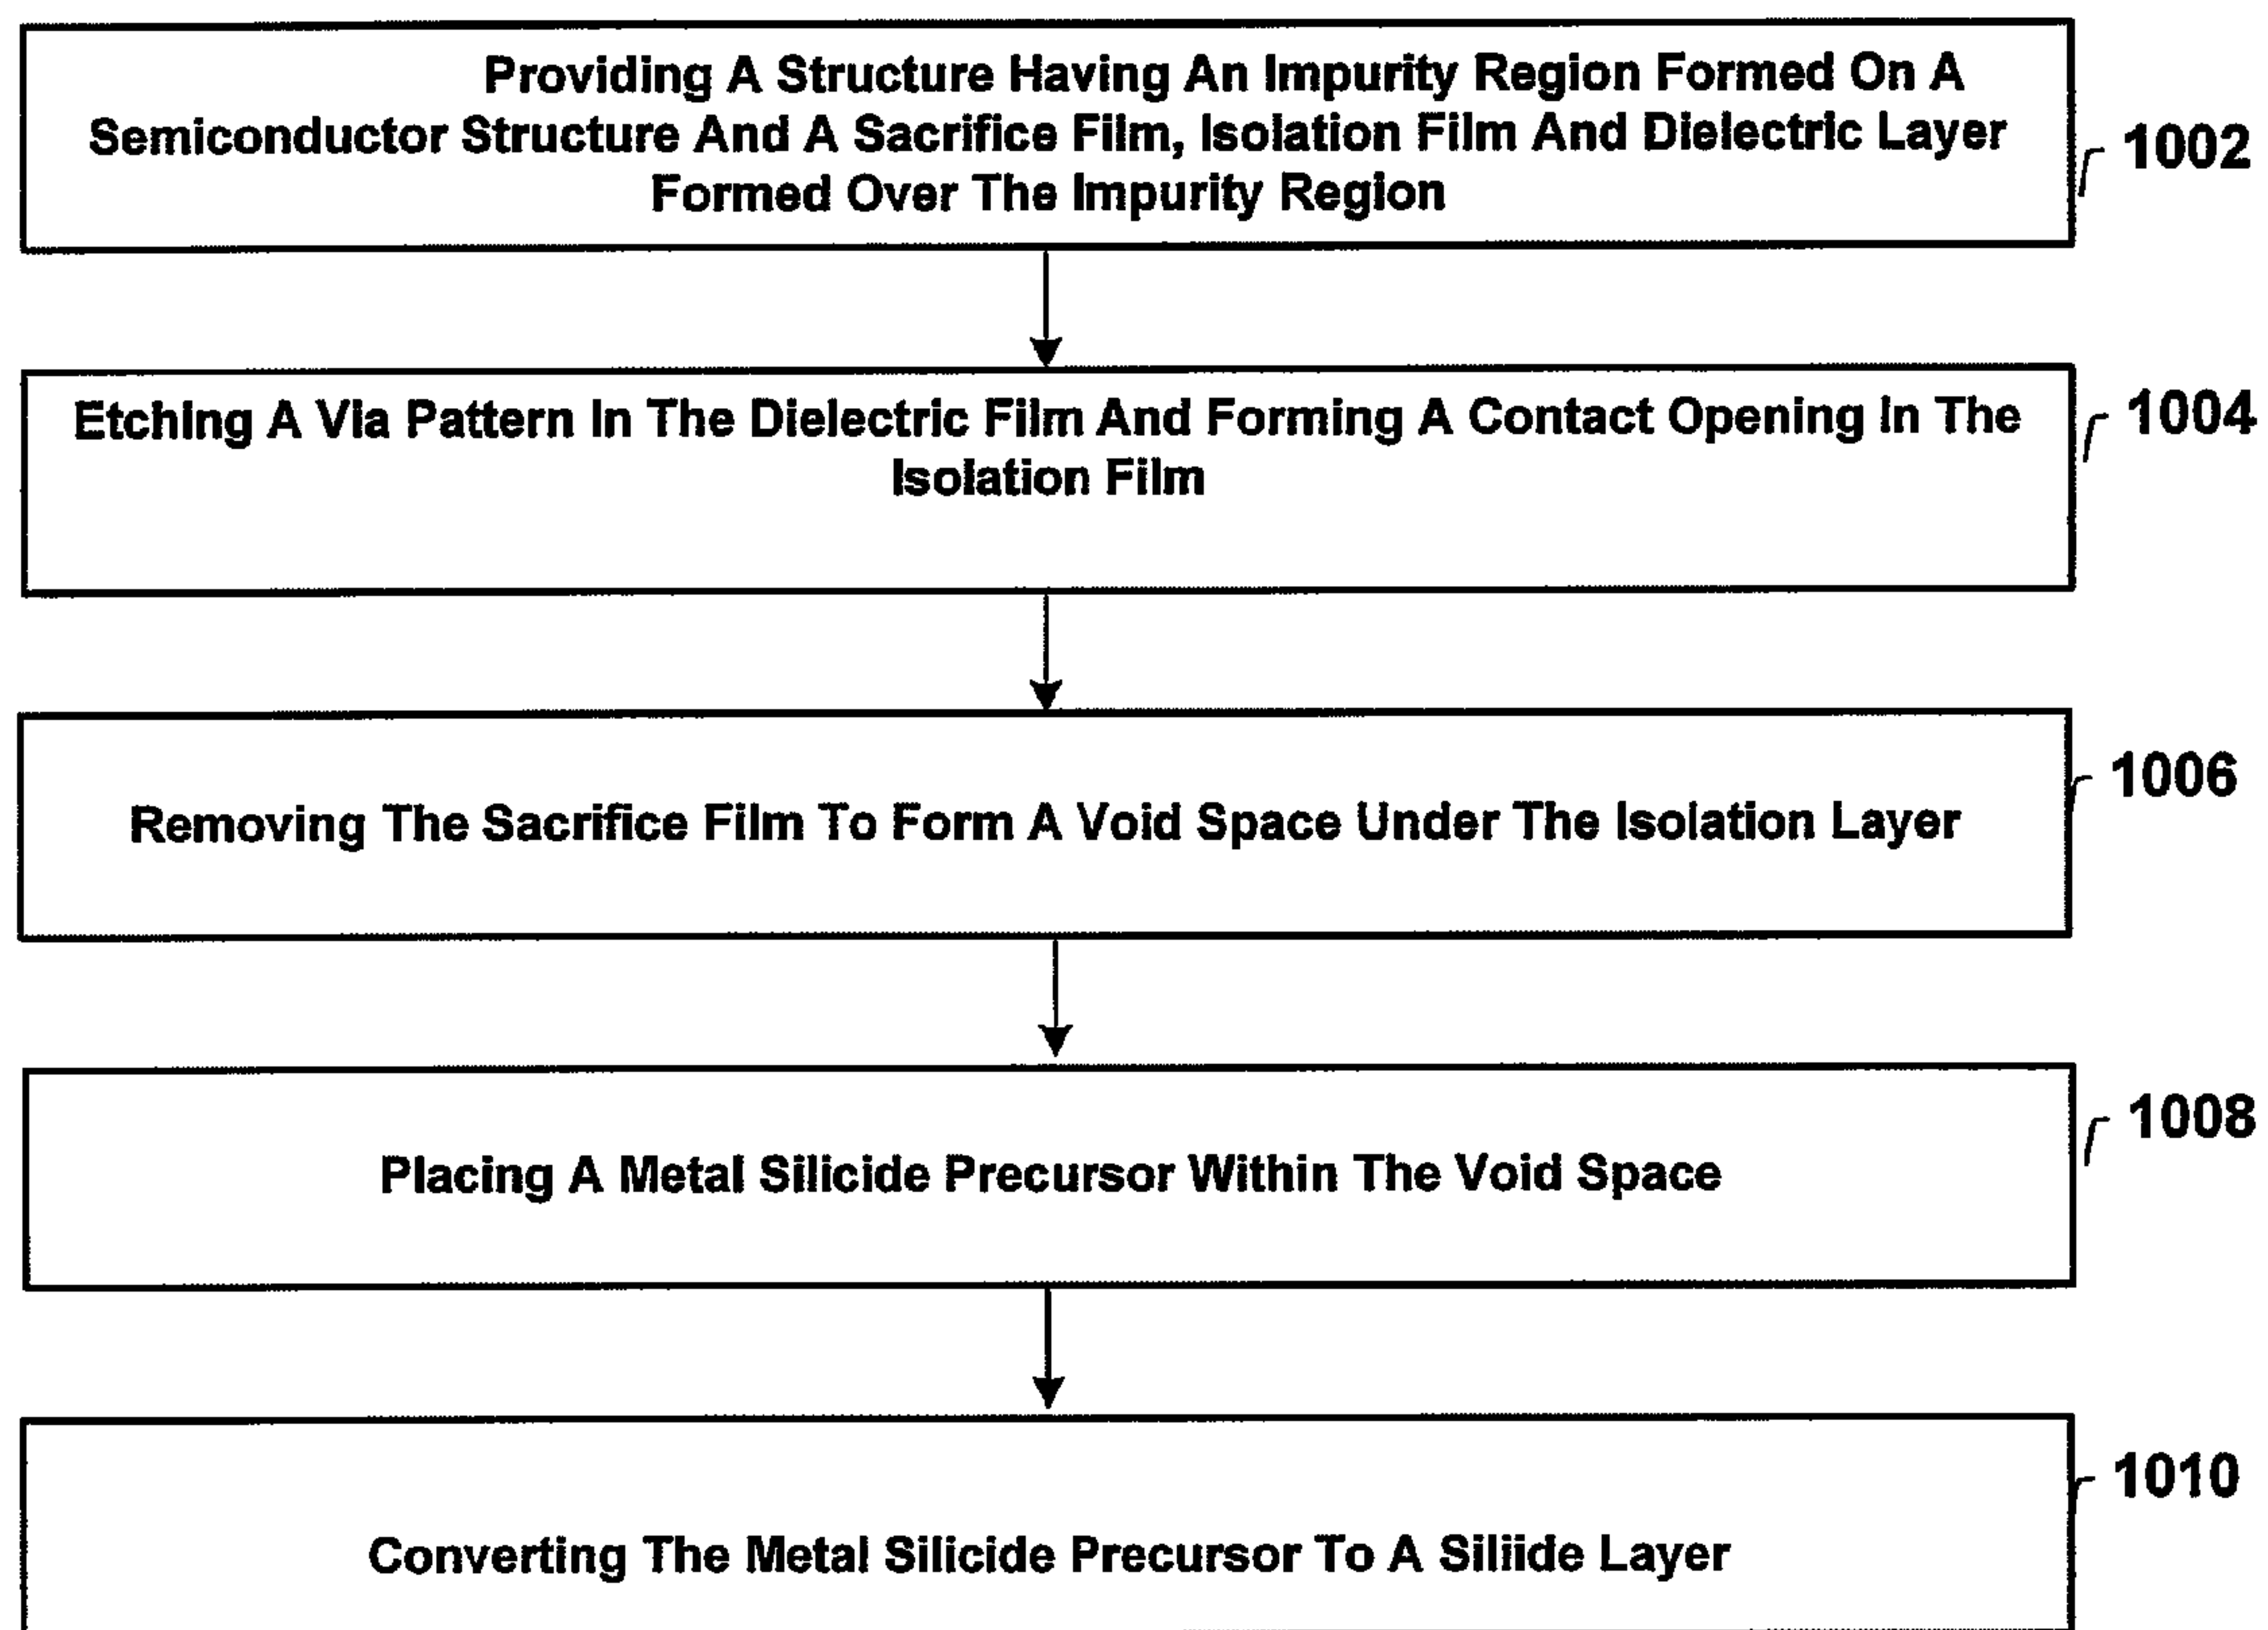 Providing A Structure Having An Impurity Region Formed On A
Semiconductor Structure And A Sacrifice Film, Isolation Film And Dielectric Layer
Formed Over The Impurity Region
1002
Etching A Via Pattern In The Dielectric Film And Forming A Contact Opening In The
Isolation Film
1004
Removing The Sacrifice Film To Form A Void Space Under The Isolation Layer
1006
Placing A Metal Silicide Precursor Within The Void Space
1008
Converting The Metal Silicide Precursor To A Siliide Layer
1010